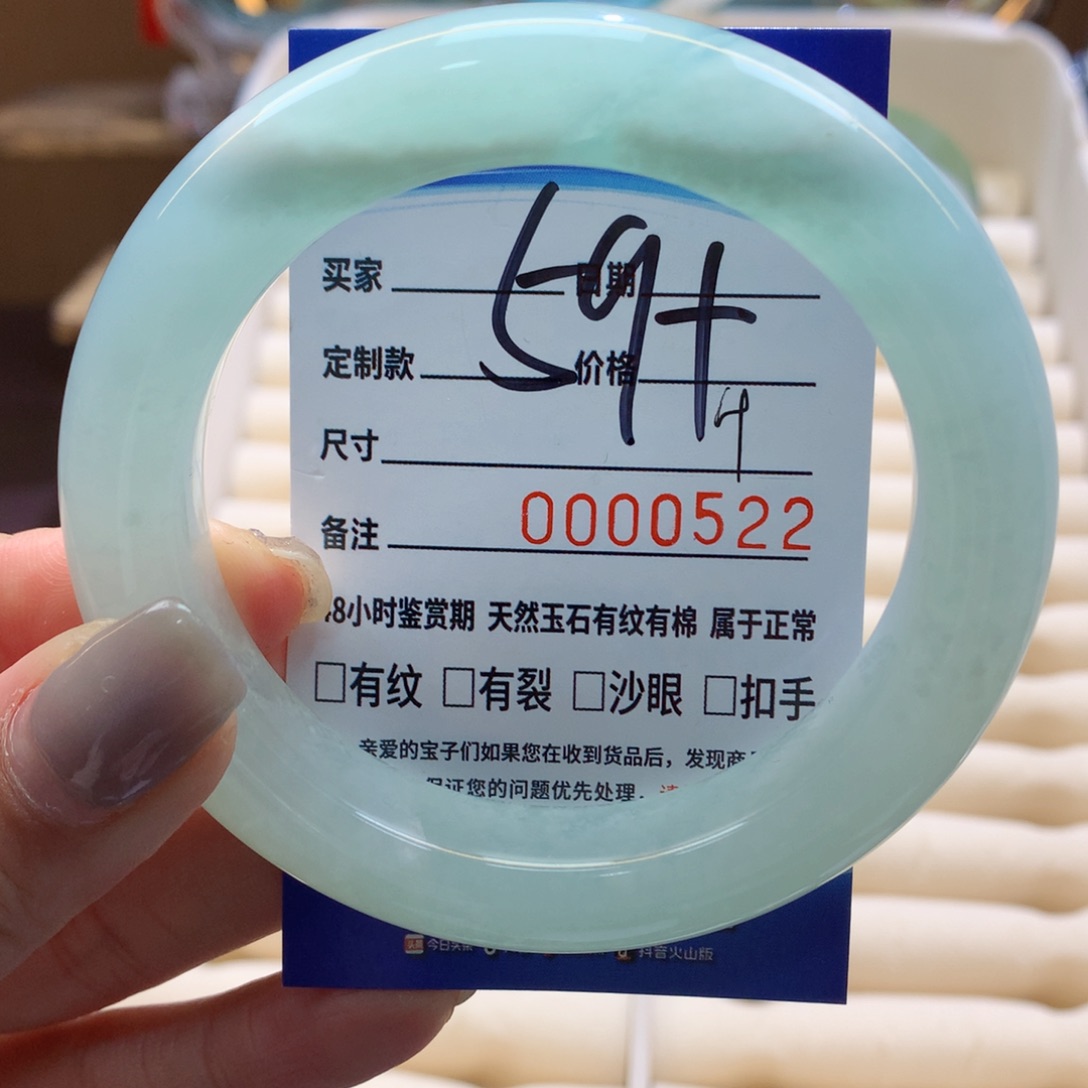 59+
4
买家 日期
定制款 价格
尺寸
备注 0000522
48小时鉴赏期 天然玉石有纹有棉 属于正常
□有纹 □有裂 □沙眼 □扣手
亲爱的宝子们如果您在收到货品后，发现商
保证您的问题优先处理，
今日头条 抖音火山版